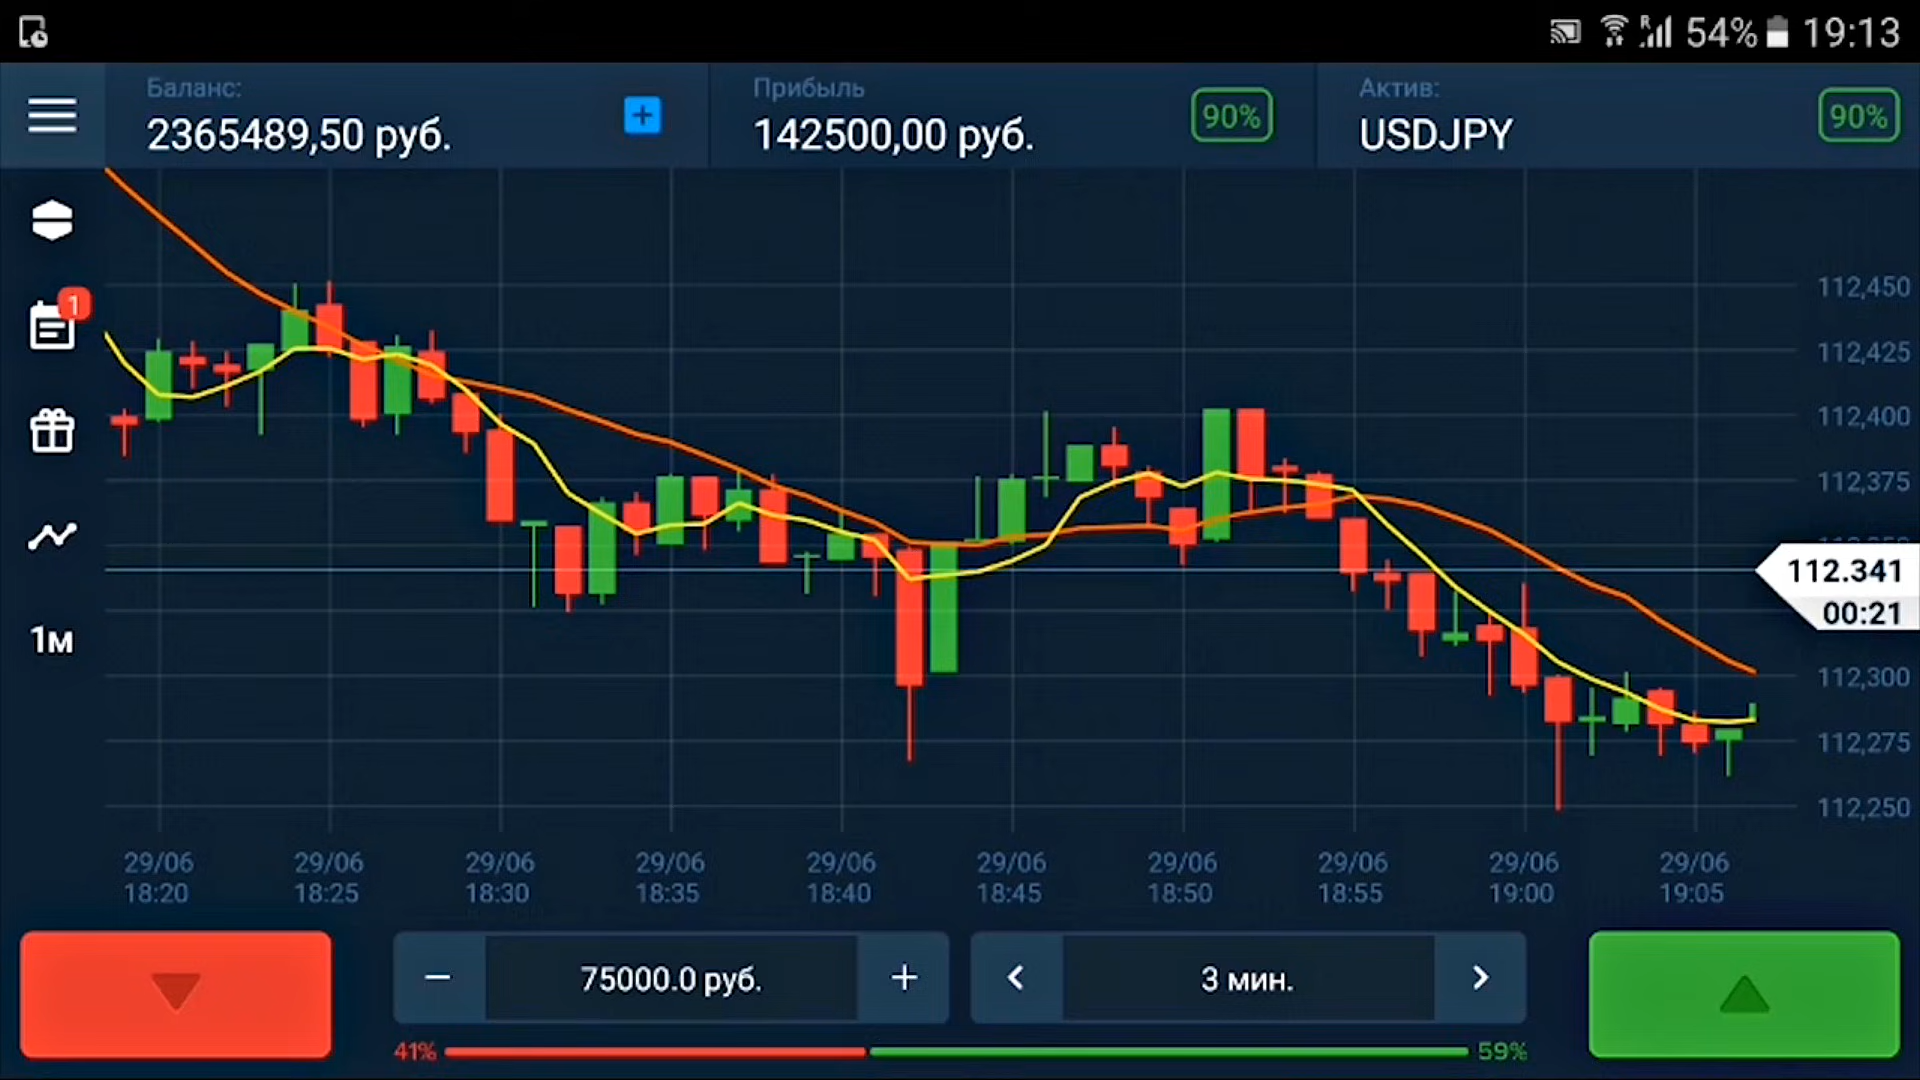 54% 19:13
Баланс:
2365489,50 руб.
Прибыль
142500,00 руб.
90%
Актив:
USDJPY
90%
1
1м
112,450
112,425
112,400
112,375
112.341
00:21
112,300
112,275
112,250
29/06 29/06 29/06 29/06 29/06 29/06 29/06 29/06 29/06 29/06
18:20 18:25 18:30 18:35 18:40 18:45 18:50 18:55 19:00 19:05
75000.0 руб.
3 мин.
41% 59%